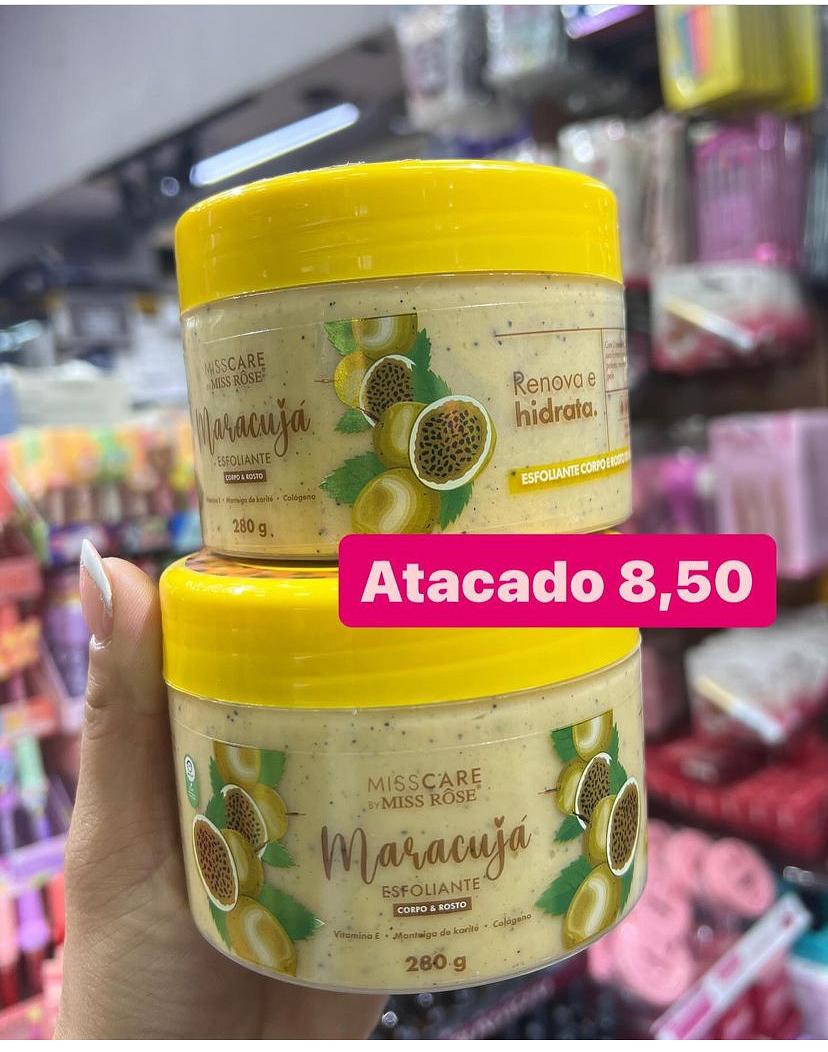 MISSCARE
BY MISS RÔSE®
Maracujá
ESFOLIANTE
CORPO & ROSTO
Manteiga de karité • Colágeno
280 g
Renova e
hidrata.
ESFOLIANTE CORPO E ROSTO
Atacado 8,50
MISSCARE
BY MISS RÔSE®
Maracujá
ESFOLIANTE
CORPO & ROSTO
Vitamina E • Manteiga de karité • Colágeno
280 g